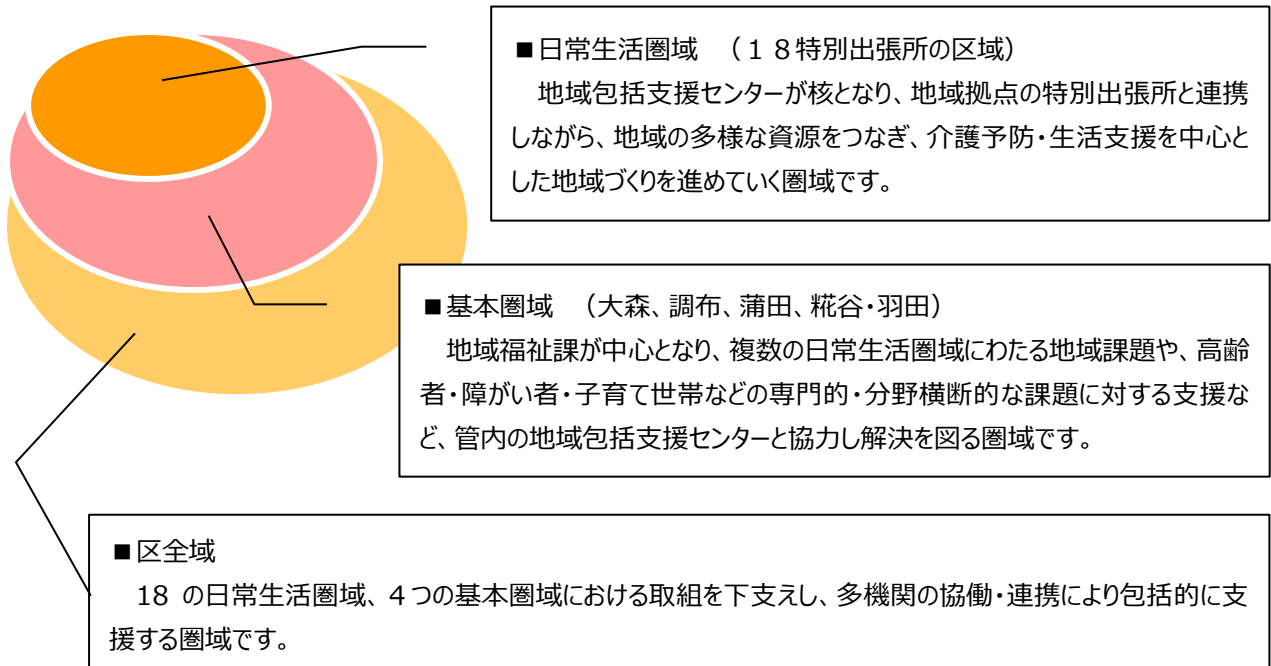 ■日常生活圏域　（１８特別出張所の区域）
　地域包括支援センターが核となり、地域拠点の特別出張所と連携
しながら、地域の多様な資源をつなぎ、介護予防・生活支援を中心と
した地域づくりを進めていく圏域です。
■基本圏域　（大森、調布、蒲田、糀谷・羽田）
　地域福祉課が中心となり、複数の日常生活圏域にわたる地域課題や、高齢
者・障がい者・子育て世帯などの専門的・分野横断的な課題に対する支援な
ど、管内の地域包括支援センターと協力し解決を図る圏域です。
■区全域
　18 の日常生活圏域、４つの基本圏域における取組を下支えし、多機関の協働・連携により包括的に支
援する圏域です。